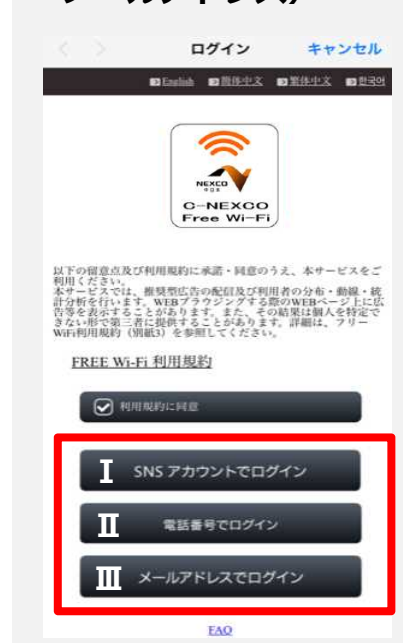 ログイン
キャンセル
English 簡体中文 繁体中文 한국어
NEXCO
中日本
C-NEXCO
Free Wi-Fi
以下の留意点及び利用規約に承諾・同意のうえ、本サービスをご
利用ください。
本サービスでは、推奨型広告の配信及び利用者の分布・動線・統
計分析を行います。WEBブラウジングする際のWEBページ上に広
告等を表示することがあります。また、その結果は個人を特定で
きない形で第三者に提供することがあります。詳細は、フリー
WiFi利用規約（別紙3）を参照してください。
FREE Wi-Fi 利用規約
利用規約に同意
Ⅰ SNS アカウントでログイン
Ⅱ 電話番号でログイン
Ⅲ メールアドレスでログイン
FAQ